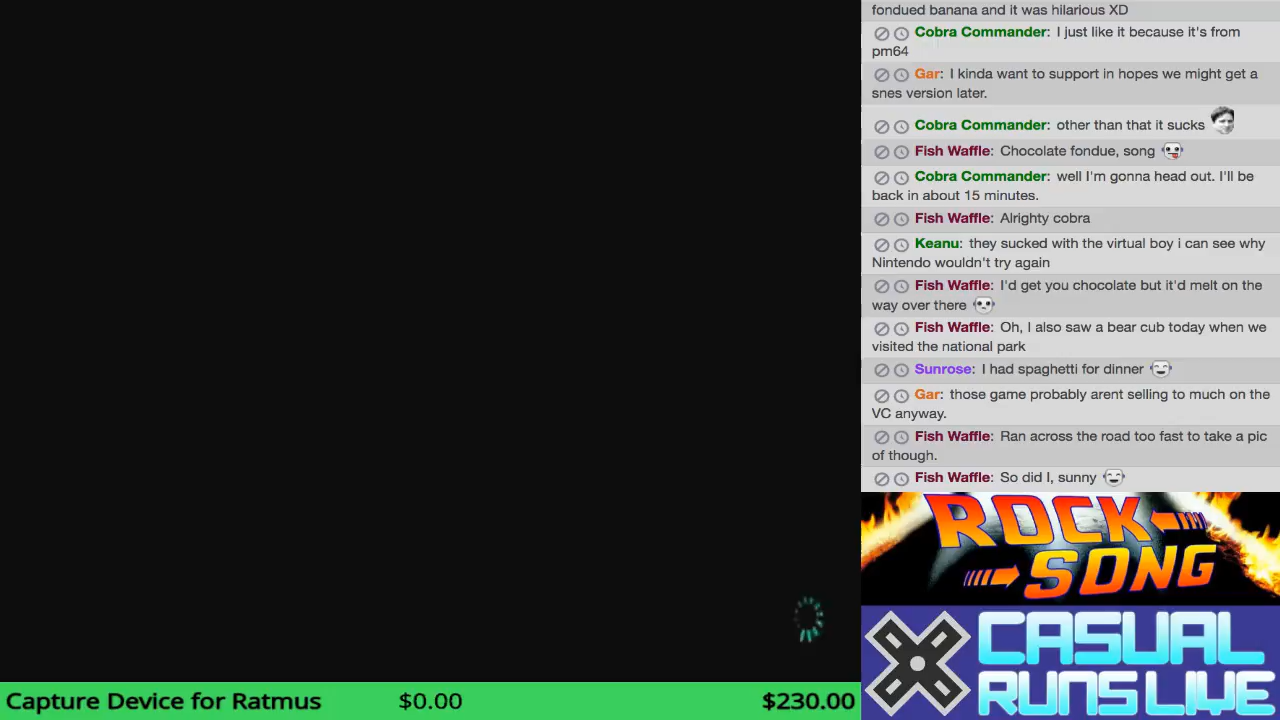 fondued banana and it was hilarious XD
Cobra Commander: I just like it because it's from
pm64
Gar: I kinda want to support in hopes we might get a
snes version later.
Cobra Commander: other than that it sucks
Fish Waffle: Chocolate fondue, song
Cobra Commander: well I'm gonna head out. I'll be
back in about 15 minutes.
Fish Waffle: Alrighty cobra
Keanu: they sucked with the virtual boy i can see why
Nintendo wouldn't try again
Fish Waffle: I'd get you chocolate but it'd melt on the
way over there
Fish Waffle: Oh, I also saw a bear cub today when we
visited the national park
Sunrose: I had spaghetti for dinner
Gar: those game probably arent selling to much on the
VC anyway.
Fish Waffle: Ran across the road too fast to take a pic
of though.
Fish Waffle: So did I, sunny
ROCK
SONG
CASUAL
RUNS LIVE
Capture Device for Ratmus $0.00 $230.00